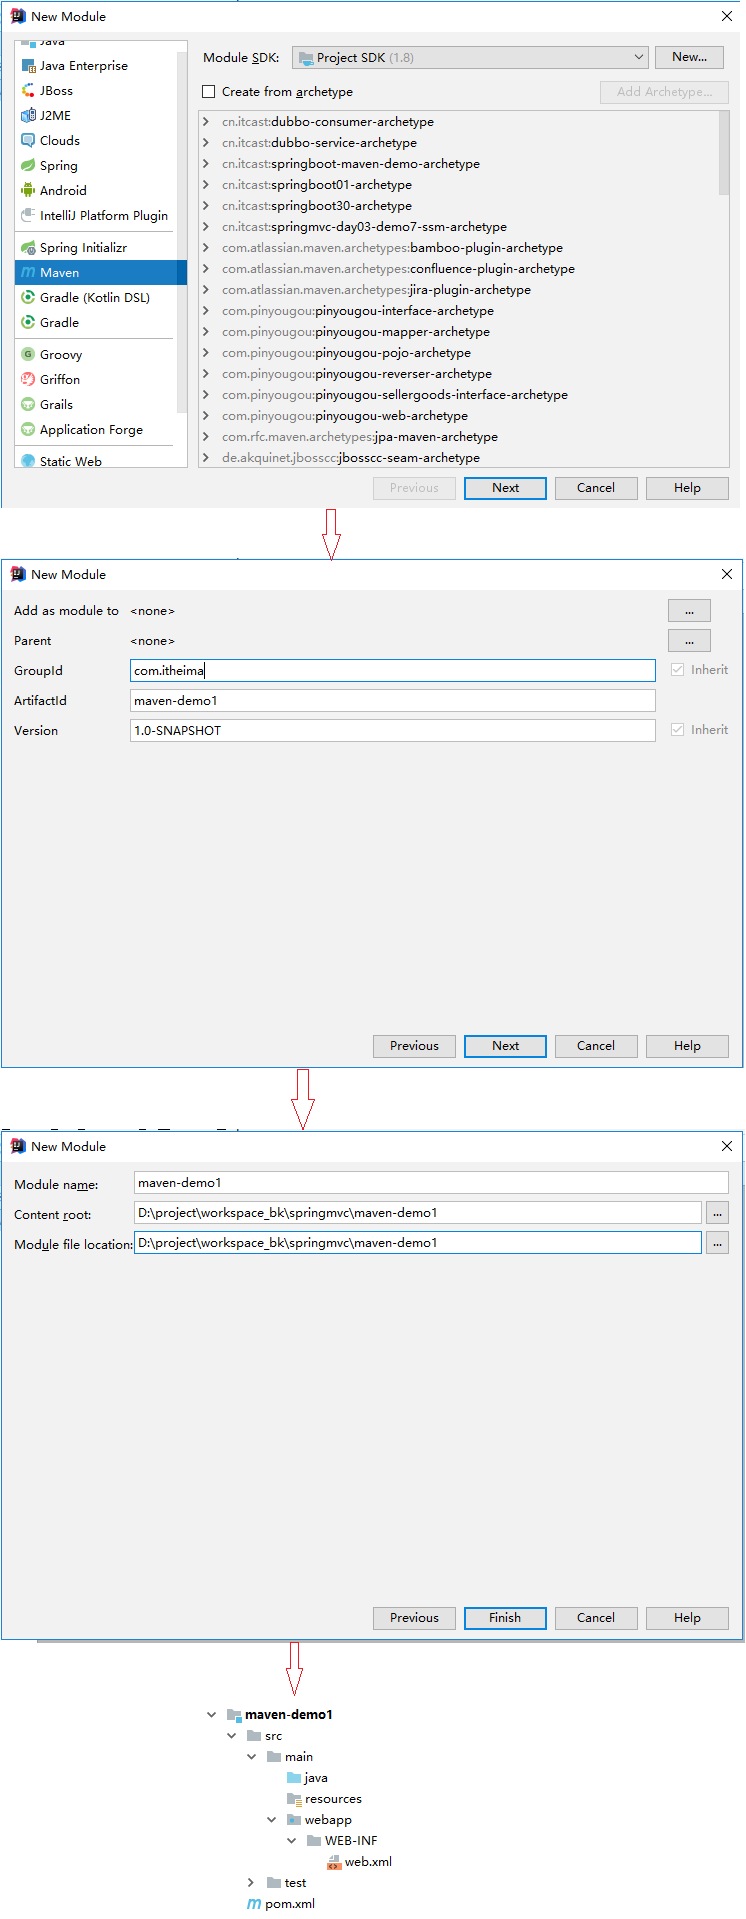 New Module
Java
Java Enterprise
JBoss
J2ME
Clouds
Spring
Android
IntelliJ Platform Plugin
Spring Initializr
Maven
Gradle (Kotlin DSL)
Gradle
Groovy
Griffon
Grails
Application Forge
Static Web
Module SDK: Project SDK (1.8) New...
Create from archetype Add Archetype...
cn.itcast:dubbo-consumer-archetype
cn.itcast:dubbo-service-archetype
cn.itcast:springboot-maven-demo-archetype
cn.itcast:springboot01-archetype
cn.itcast:springboot30-archetype
cn.itcast:springmvc-day03-demo7-ssm-archetype
com.atlassian.maven.archetypes:bamboo-plugin-archetype
com.atlassian.maven.archetypes:confluence-plugin-archetype
com.atlassian.maven.archetypes:jira-plugin-archetype
com.pinyougou:pinyougou-interface-archetype
com.pinyougou:pinyougou-mapper-archetype
com.pinyougou:pinyougou-pojo-archetype
com.pinyougou:pinyougou-reverser-archetype
com.pinyougou:pinyougou-sellergoods-interface-archetype
com.pinyougou:pinyougou-web-archetype
com.rfc.maven.archetypes:jpa-maven-archetype
de.akquinet.jbosscc:jbosscc-seam-archetype
Previous Next Cancel Help
New Module
Add as module to <none> ...
Parent <none> ...
GroupId com.itheima Inherit
ArtifactId maven-demo1
Version 1.0-SNAPSHOT Inherit
Previous Next Cancel Help
New Module
Module name: maven-demo1
Content root: D:\project\workspace_bk\springmvc\maven-demo1 ...
Module file location: D:\project\workspace_bk\springmvc\maven-demo1 ...
Previous Finish Cancel Help
maven-demo1
src
main
java
resources
webapp
WEB-INF
web.xml
test
pom.xml